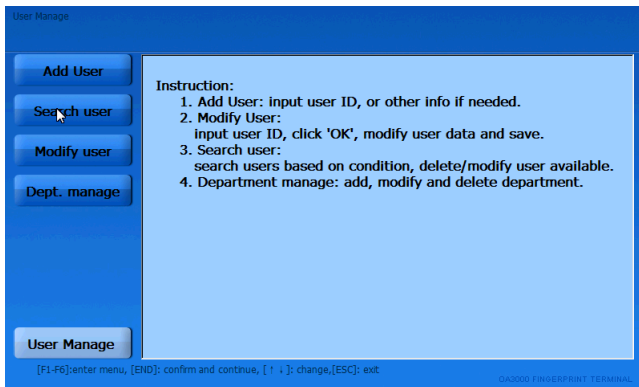 User Manage
Add User
Search user
Modify user
Dept. manage
User Manage
Instruction:
1. Add User: input user ID, or other info if needed.
2. Modify User:
input user ID, click 'OK', modify user data and save.
3. Search user:
search users based on condition, delete/modify user available.
4. Department manage: add, modify and delete department.
[F1-F6]:enter menu, [END]: confirm and continue, [ ↑ ↓ ]: change,[ESC]: exit
OA3000 FINGERPRINT TERMINAL